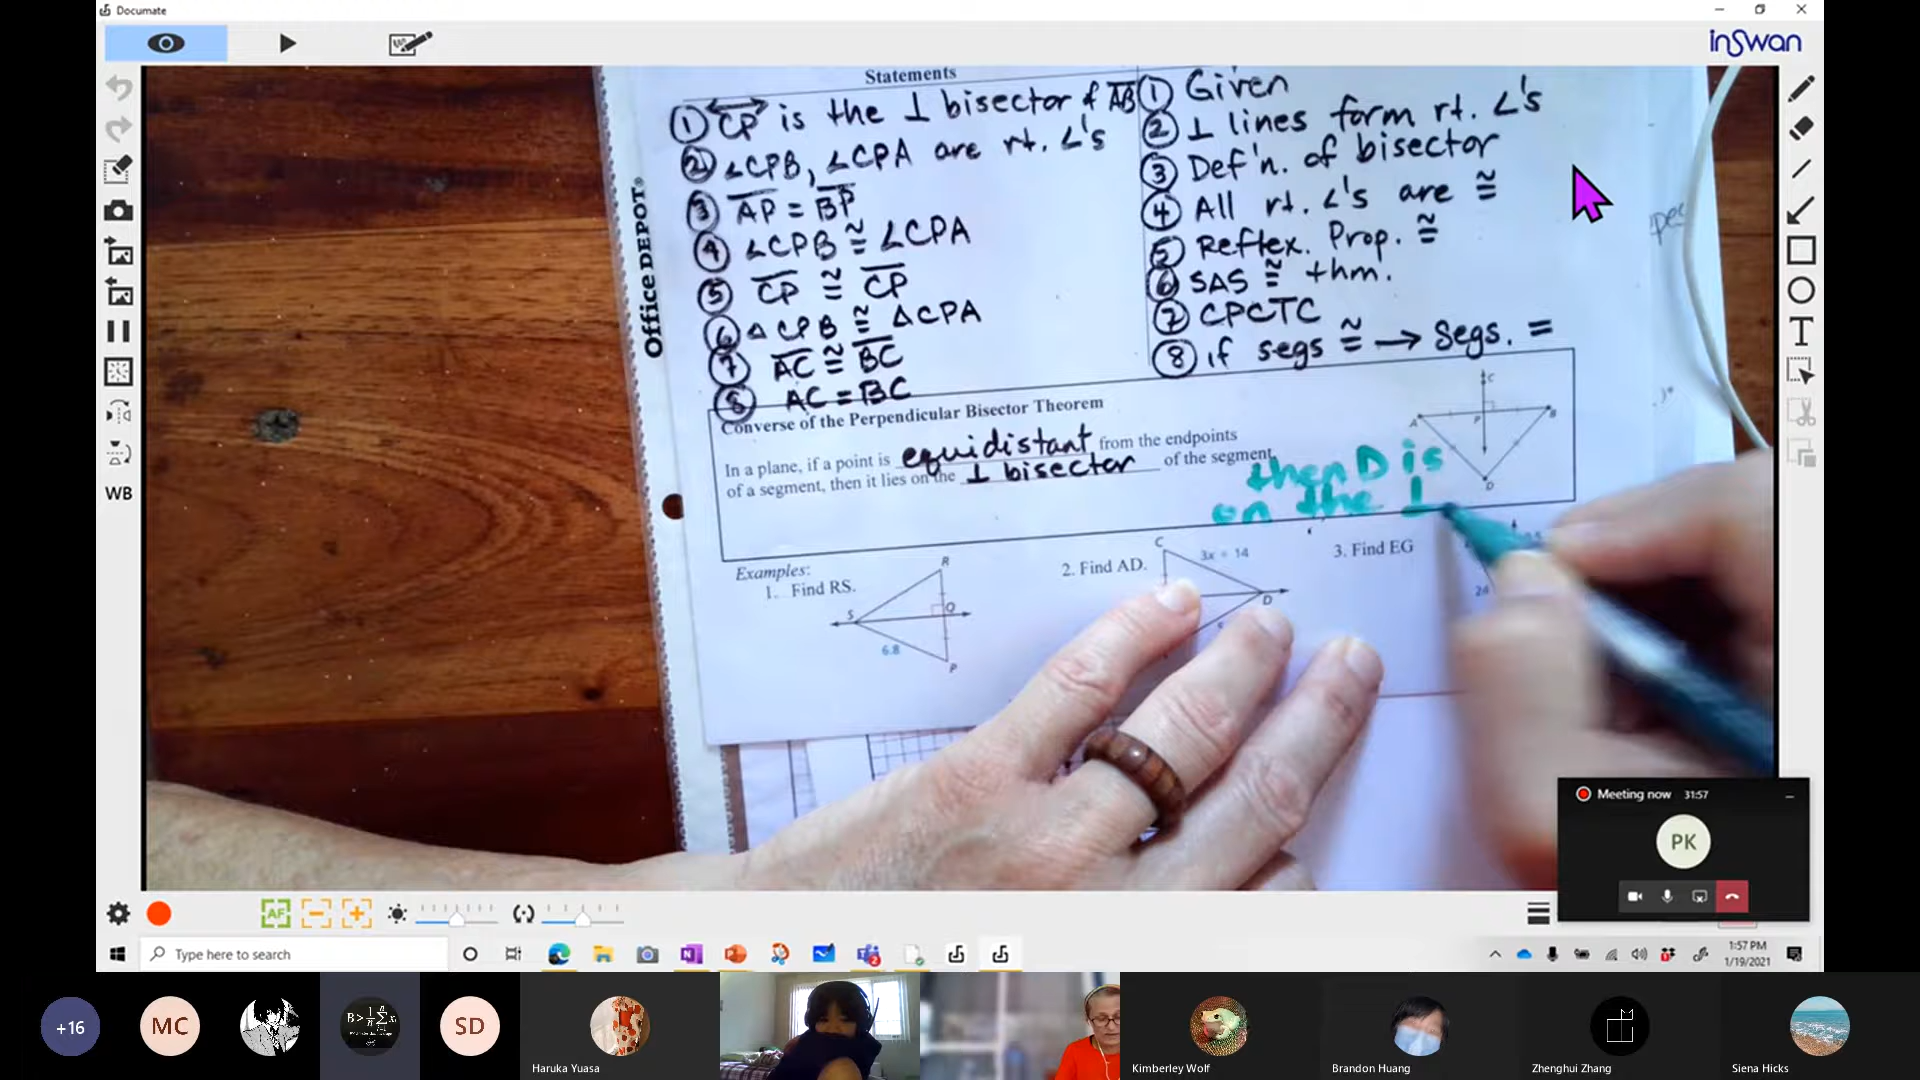 Documate
inSwan
Statements
① CP is the ⊥ bisector of AB
② ∠CPB, ∠CPA are rt. ∠'s
③ AP = BP
④ ∠CPB ≅ ∠CPA
⑤ CP ≅ CP
⑥ △CPB ≅ △CPA
⑦ AC ≅ BC
⑧ AC = BC
① Given
② ⊥ lines form rt. ∠'s
③ Def'n. of bisector
④ All rt. ∠'s are ≅
⑤ Reflex. Prop. ≅
⑥ SAS ≅ thm.
⑦ CPCTC
⑧ if segs ≅ → segs. =
Office DEPOT
Converse of the Perpendicular Bisector Theorem
In a plane, if a point is equidistant from the endpoints
of a segment, then it lies on the ⊥ bisector of the segment.
then D is
on the ⊥
C
A
P
B
D
Examples:
1. Find RS.
R
S
Q
6.8
P
2. Find AD.
C
3x + 14
D
3. Find EG
24
WB
T
AF
Meeting now 31:57
PK
Type here to search
1:57 PM
1/19/2021
+16
MC
SD
Haruka Yuasa
Kimberley Wolf
Brandon Huang
Zhenghui Zhang
Siena Hicks